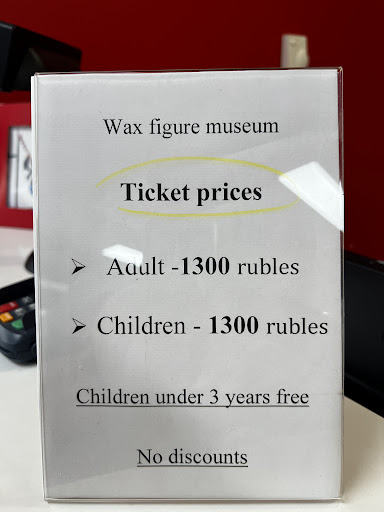 Wax figure museum
Ticket prices
➢ Adult -1300 rubles
➢ Children - 1300 rubles
Children under 3 years free
No discounts